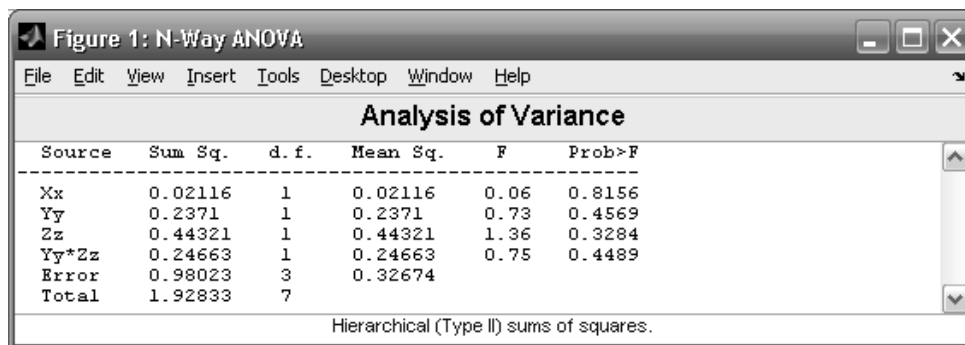 Figure 1: N-Way ANOVA
File Edit View Insert Tools Desktop Window Help
Analysis of Variance
Source Sum Sq. d.f. Mean Sq. F Prob>F
Xx 0.02116 1 0.02116 0.06 0.8156
Yy 0.2371 1 0.2371 0.73 0.4569
Zz 0.44321 1 0.44321 1.36 0.3284
Yy*Zz 0.24663 1 0.24663 0.75 0.4489
Error 0.98023 3 0.32674
Total 1.92833 7
Hierarchical (Type II) sums of squares.